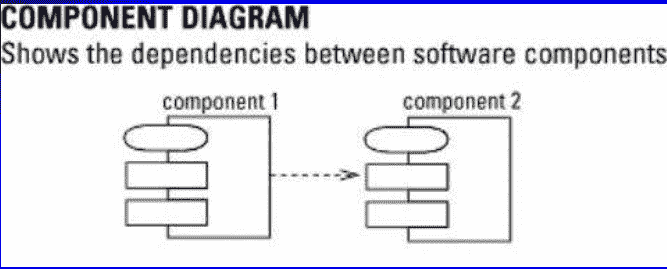 COMPONENT DIAGRAM
Shows the dependencies between software components
component 1
component 2